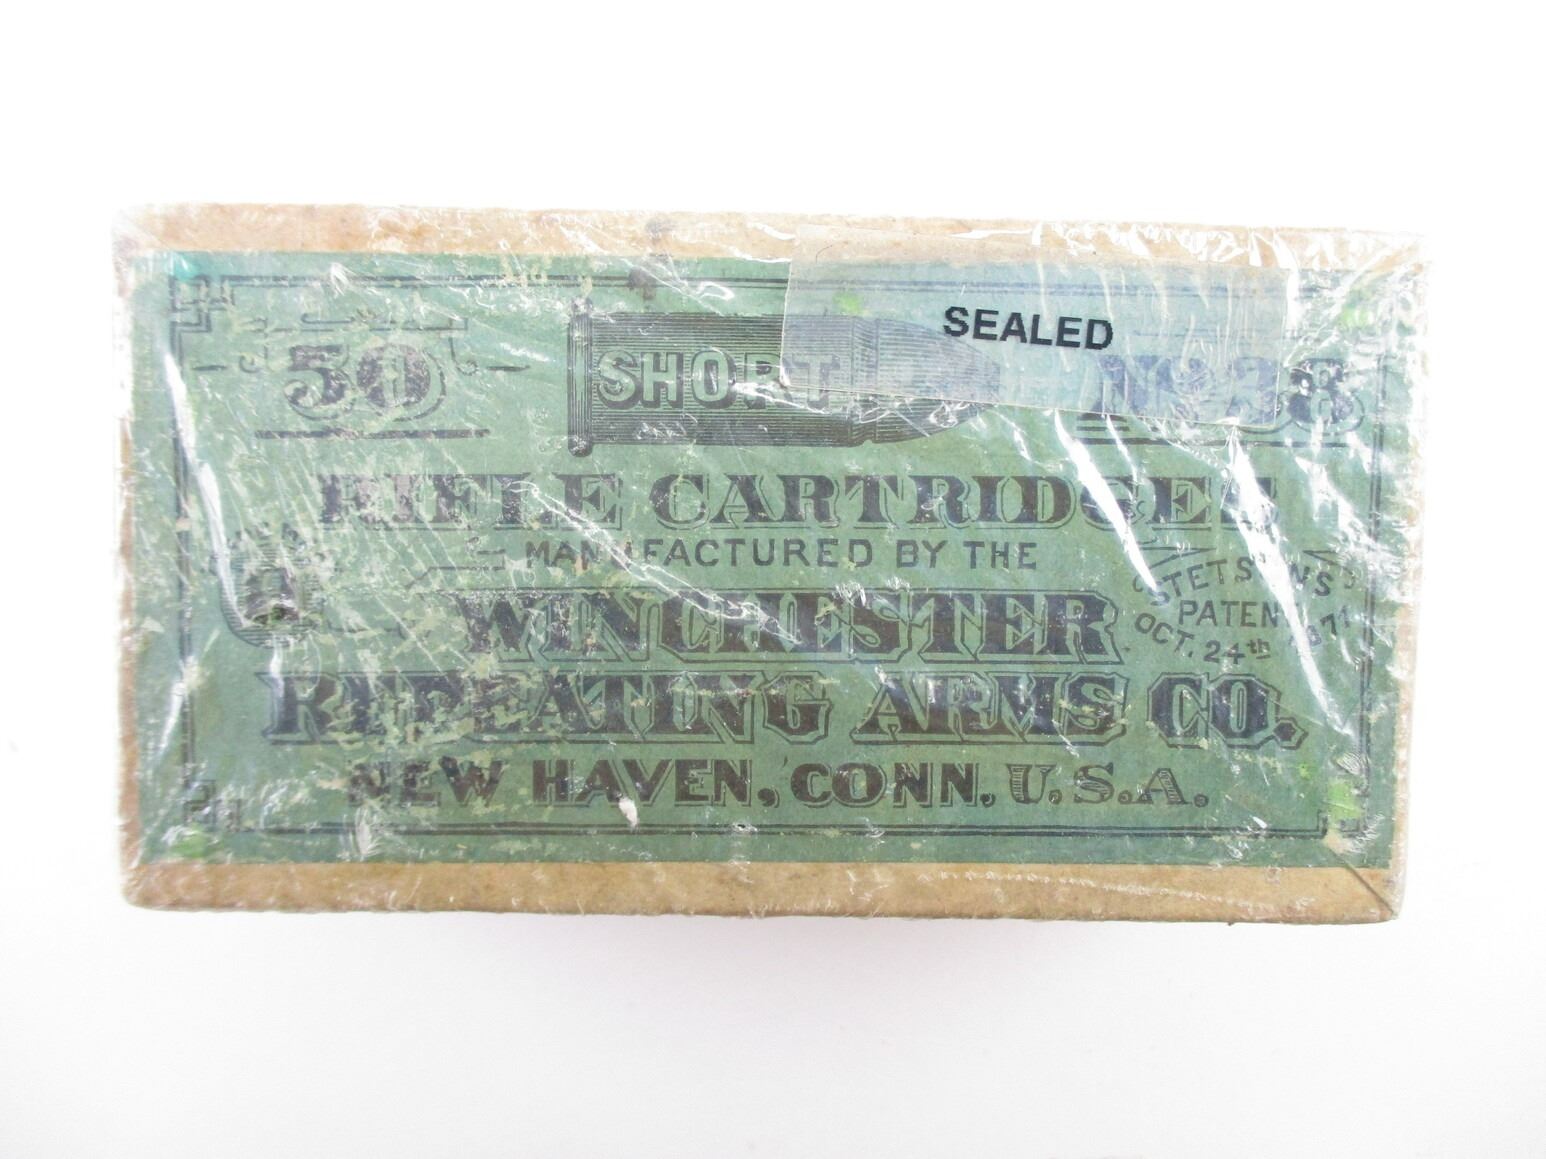 SEALED
50 SHORT No. 38
RIFLE CARTRIDGES
MANUFACTURED BY THE
WINCHESTER
STETSON'S
PATENT
OCT. 24th 1871
REPEATING ARMS CO.
NEW HAVEN, CONN. U.S.A.